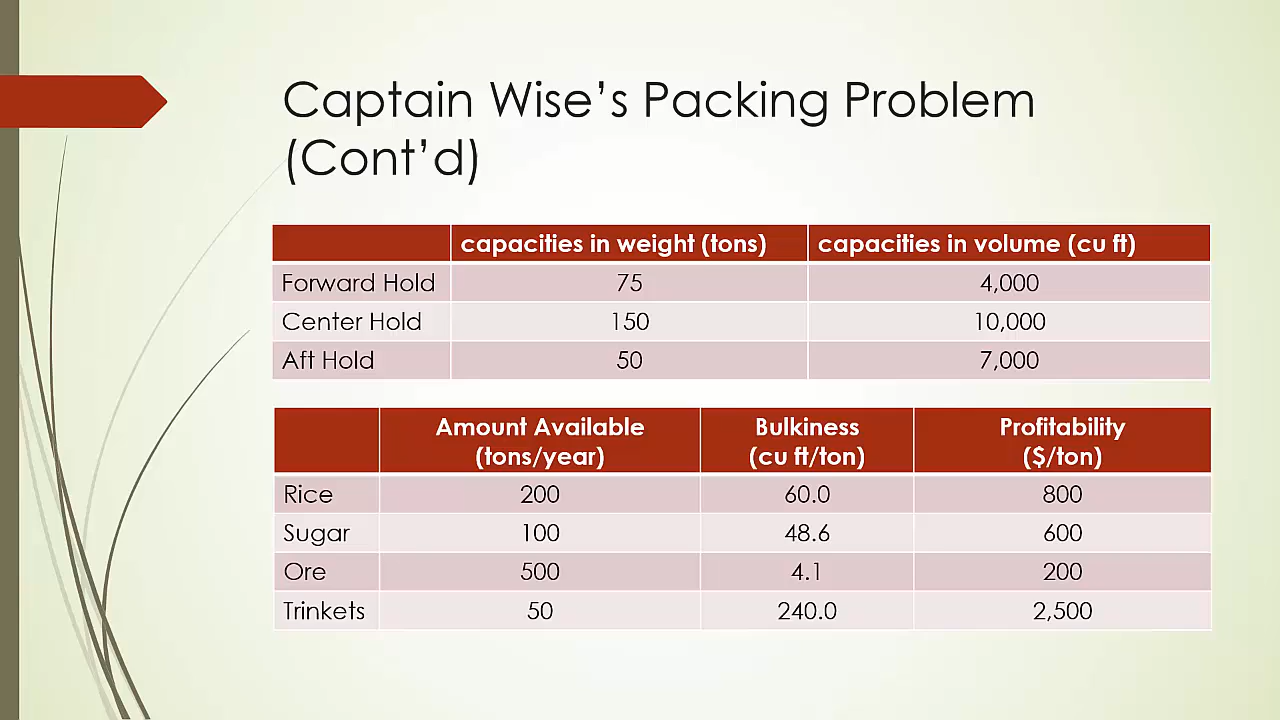 Captain Wise’s Packing Problem
(Cont’d)
capacities in weight (tons) capacities in volume (cu ft)
Forward Hold 75 4,000
Center Hold 150 10,000
Aft Hold 50 7,000
Amount Available Bulkiness Profitability
(tons/year) (cu ft/ton) ($/ton)
Rice 200 60.0 800
Sugar 100 48.6 600
Ore 500 4.1 200
Trinkets 50 240.0 2,500